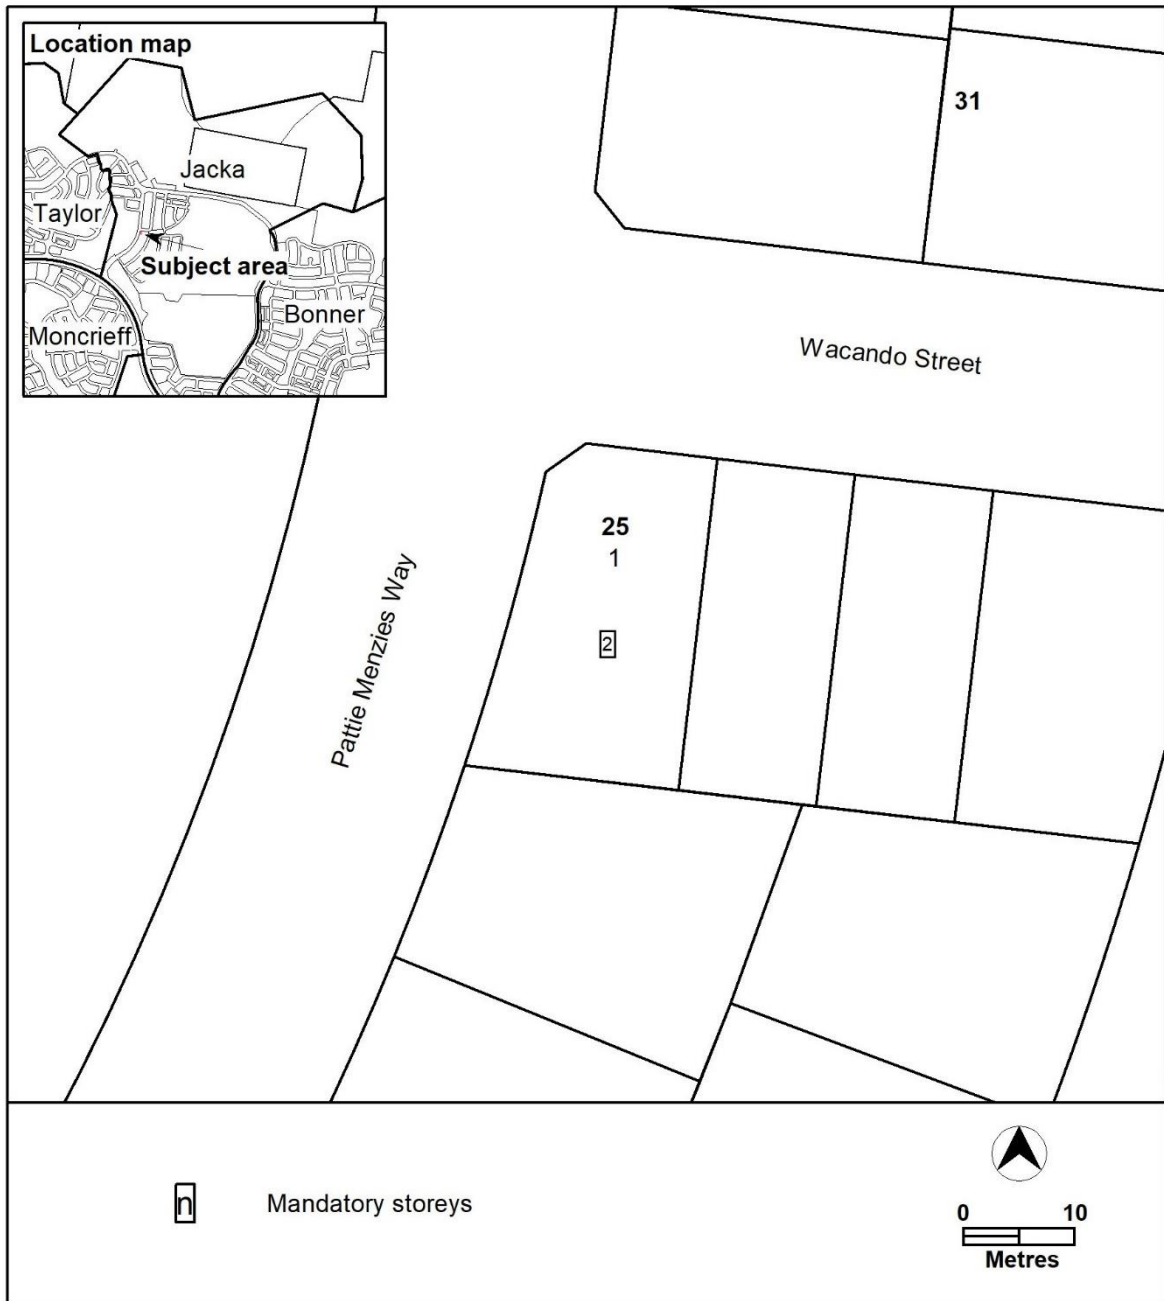 Location map
Jacka
Taylor
Subject area
Bonner
Moncrieff
31
Wacando Street
25
1
2
Pattie Menzies Way
n Mandatory storeys
0 10
Metres